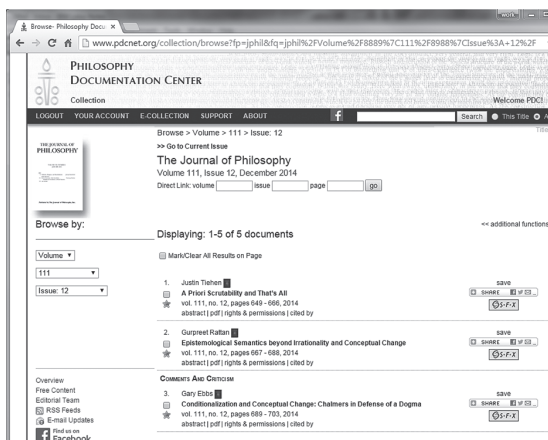 WORK
Browse- Philosophy Docu ×
www.pdcnet.org/collection/browse?fp=jphil&fq=jphil%2FVolume%2F8889%7C111%2F8988%7CIssue%3A+12%2F
PHILOSOPHY
DOCUMENTATION CENTER
Collection
Welcome PDC!
LOGOUT YOUR ACCOUNT E-COLLECTION SUPPORT ABOUT f Search This Title A
THE JOURNAL OF
PHILOSOPHY
Browse > Volume > 111 > Issue: 12
Title
>> Go to Current Issue
The Journal of Philosophy
Volume 111, Issue 12, December 2014
Direct Link: volume issue page go
Browse by:
<< additional functions
Displaying: 1-5 of 5 documents
Volume ▼
Mark/Clear All Results on Page
111 ▼
Issue: 12 ▼
1. Justin Tiehen
save
A Priori Scrutability and That's All
SHARE
vol. 111, no. 12, pages 649 - 666, 2014
S·F·X
abstract | pdf | rights & permissions | cited by
2. Gurpreet Rattan
save
Epistemological Semantics beyond Irrationality and Conceptual Change
SHARE
vol. 111, no. 12, pages 667 - 688, 2014
S·F·X
abstract | pdf | rights & permissions | cited by
Overview
Free Content
Editorial Team
RSS Feeds
E-mail Updates
Find us on
Facebook
COMMENTS AND CRITICISM
3. Gary Ebbs
save
Conditionalization and Conceptual Change: Chalmers in Defense of a Dogma
SHARE
vol. 111, no. 12, pages 689 - 703, 2014
S·F·X
abstract | pdf | rights & permissions | cited by